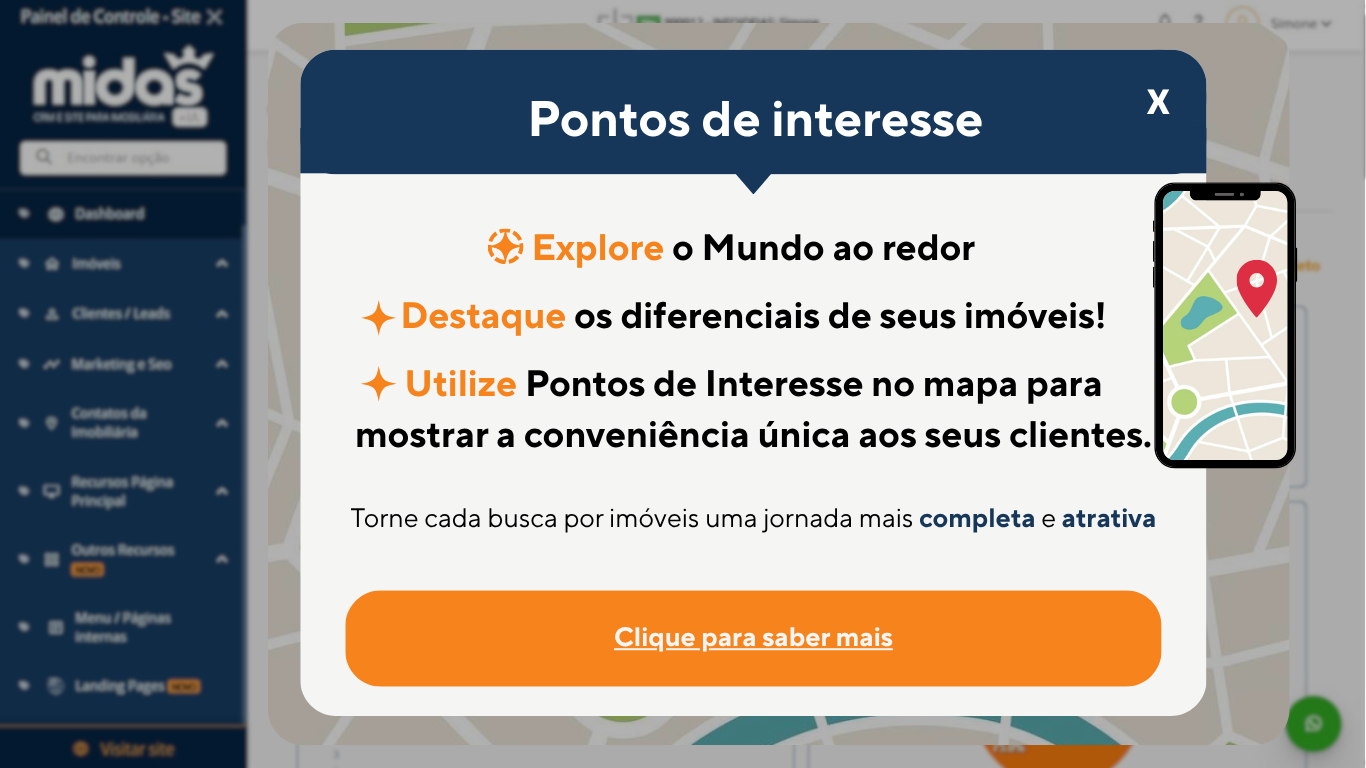 Painel de Controle - Site X
midas
CRM E SITE PARA IMOBILIÁRIA
Encontrar opção
Dashboard
Imóveis
Clientes / Leads
Marketing e Seo
Contatos da
Imobiliária
Recursos Página
Principal
Outros Recursos
NOVO
Menu / Páginas
internas
Landing Pages NOVO
Visitar site
Simone
Pontos de interesse
X
Explore o Mundo ao redor
Destaque os diferenciais de seus imóveis!
Utilize Pontos de Interesse no mapa para
mostrar a conveniência única aos seus clientes.
Torne cada busca por imóveis uma jornada mais completa e atrativa
Clique para saber mais